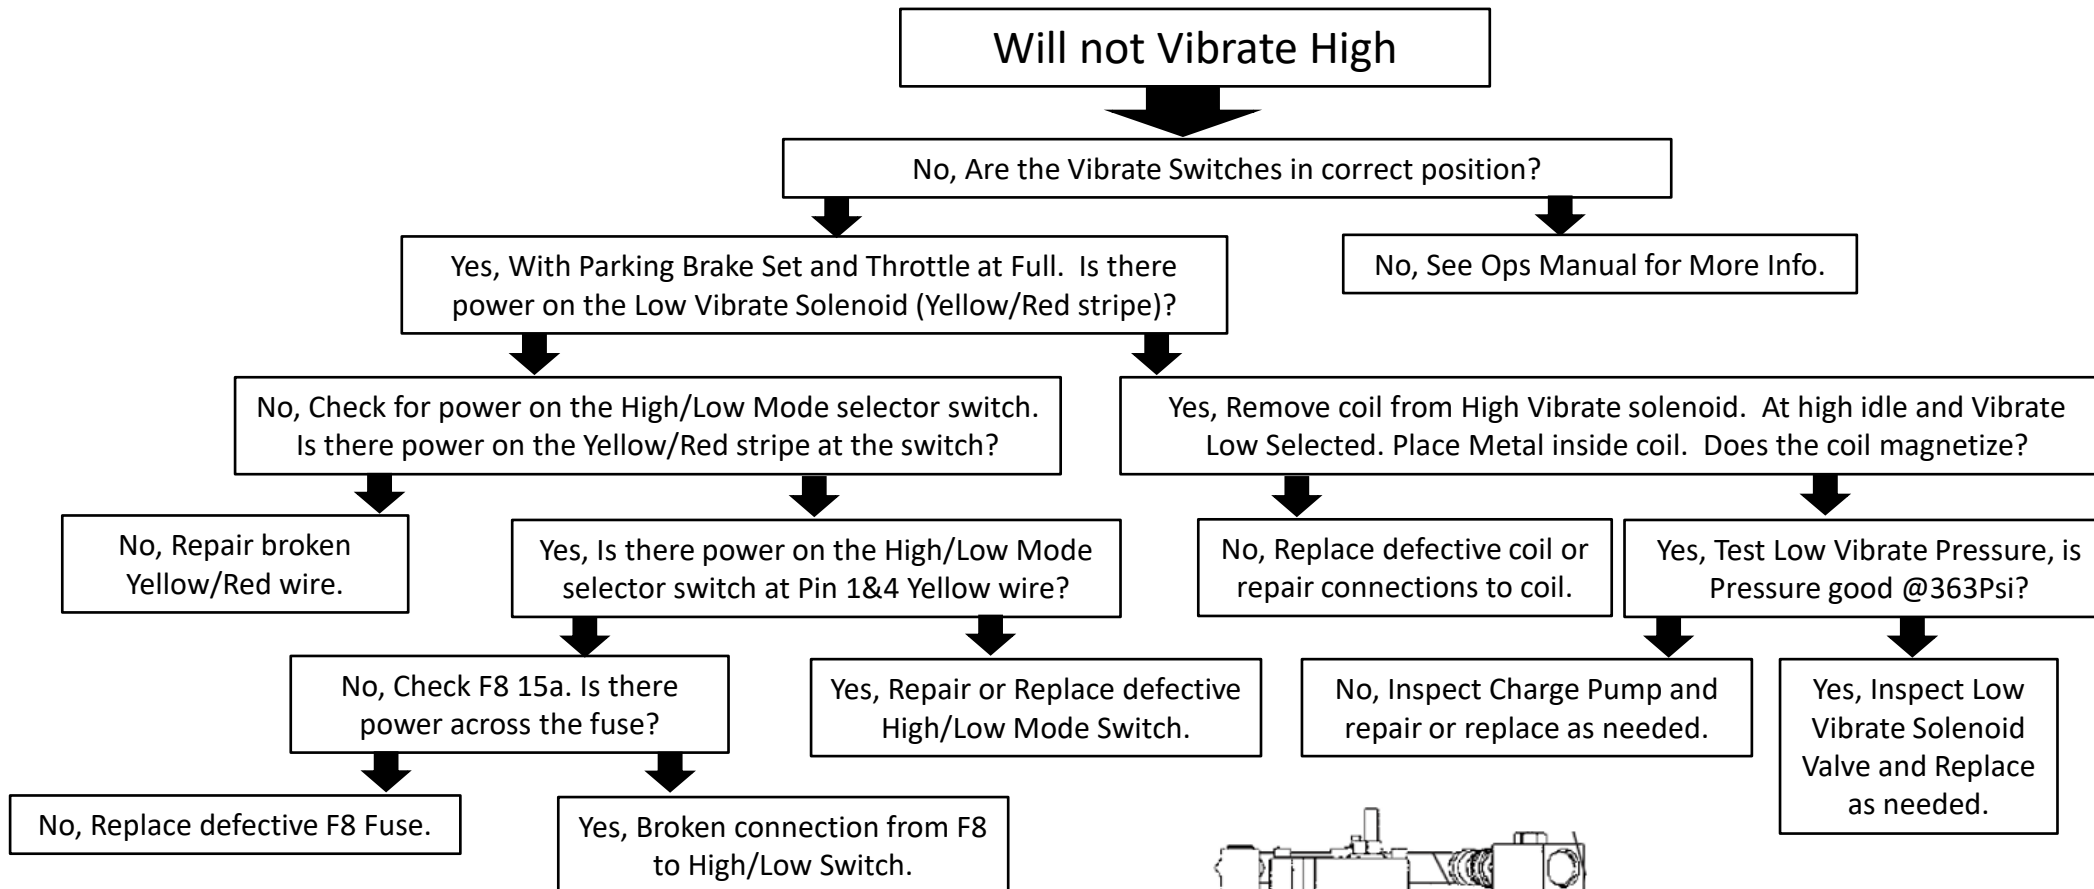 Will not Vibrate High
No, Are the Vibrate Switches in correct position?
Yes, With Parking Brake Set and Throttle at Full.  Is there
power on the Low Vibrate Solenoid (Yellow/Red stripe)?
No, See Ops Manual for More Info.
No, Check for power on the High/Low Mode selector switch.
Is there power on the Yellow/Red stripe at the switch?
Yes, Remove coil from High Vibrate solenoid.  At high idle and Vibrate
Low Selected. Place Metal inside coil.  Does the coil magnetize?
No, Repair broken
Yellow/Red wire.
Yes, Is there power on the High/Low Mode
selector switch at Pin 1&4 Yellow wire?
No, Replace defective coil or
repair connections to coil.
Yes, Test Low Vibrate Pressure, is
Pressure good @363Psi?
No, Check F8 15a. Is there
power across the fuse?
Yes, Repair or Replace defective
High/Low Mode Switch.
No, Inspect Charge Pump and
repair or replace as needed.
Yes, Inspect Low
Vibrate Solenoid
Valve and Replace
as needed.
No, Replace defective F8 Fuse.
Yes, Broken connection from F8
to High/Low Switch.